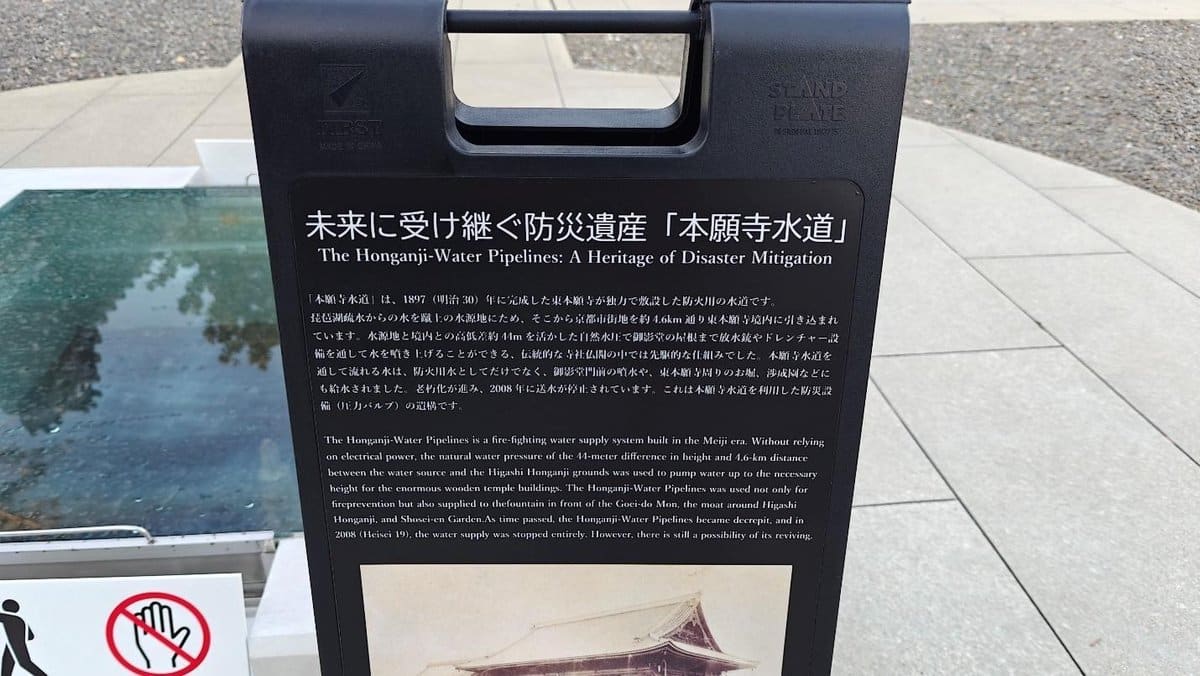 STAND
PLATE
MADE IN CHINA
未来に受け継ぐ防災遺産「本願寺水道」
The Honganji-Water Pipelines: A Heritage of Disaster Mitigation
「本願寺水道」は、1897（明治30）年に完成した東本願寺が独力で敷設した防火用の水道です。
琵琶湖疏水からの水を蹴上の水源地にため、そこから京都市街地を約4.6km通り東本願寺境内に引き込まれ
ています。水源地と境内との高低差約44mを活かした自然水圧で御影堂の屋根まで放水銃やドレンチャー設
備を通して水を噴き上げることができる、伝統的な寺社仏閣の中では先駆的な仕組みでした。本願寺水道を
通して流れる水は、防火用水としてだけでなく、御影堂門前の噴水や、東本願寺周りのお堀、渉成園などに
も給水されました。老朽化が進み、2008年に送水が停止されています。これは本願寺水道を利用した防災設
備（圧力バルブ）の遺構です。
The Honganji-Water Pipelines is a fire-fighting water supply system built in the Meiji era. Without relying
on electrical power, the natural water pressure of the 44-meter difference in height and 4.6-km distance
between the water source and the Higashi Honganji grounds was used to pump water up to the necessary
height for the enormous wooden temple buildings. The Honganji-Water Pipelines was used not only for
fireprevention but also supplied to thefountain in front of the Goei-do Mon, the moat around Higashi
Honganji, and Shosei-en Garden.As time passed, the Honganji-Water Pipelines became decrepit, and in
2008 (Heisei 19), the water supply was stopped entirely. However, there is still a possibility of its reviving.